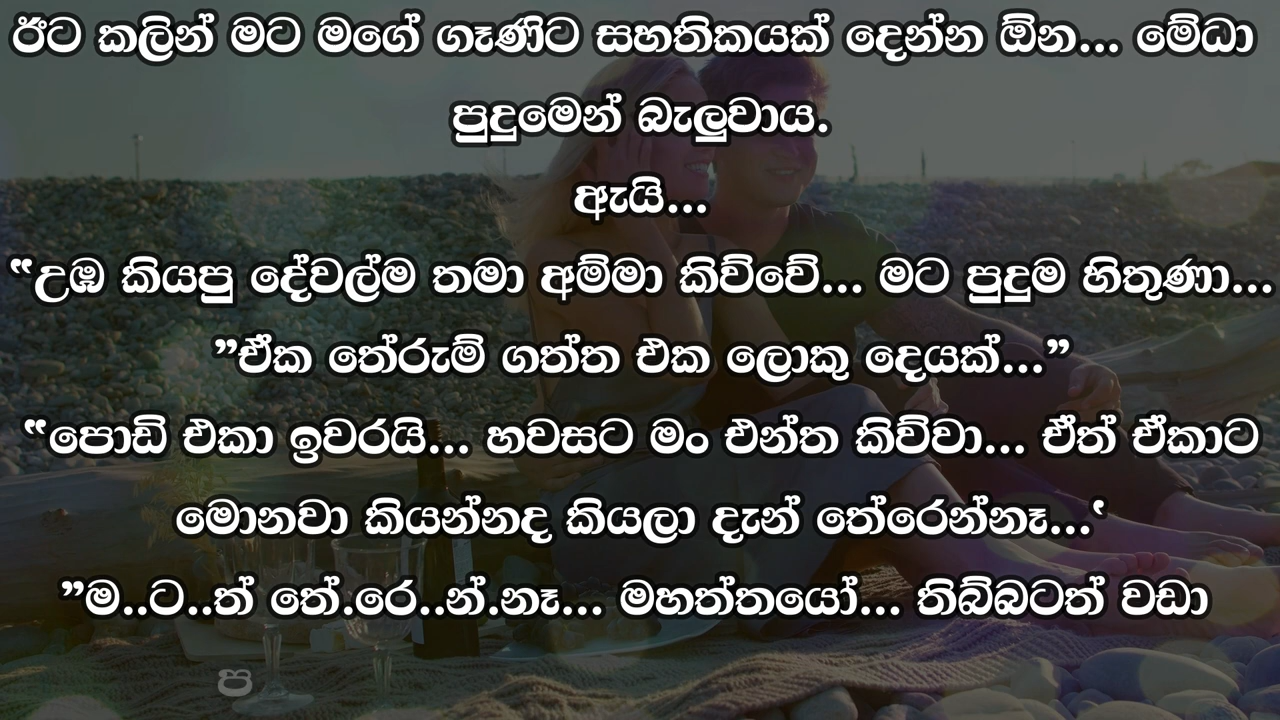 ඊට කලින් මට මගේ ගෑණිට සහතිකයක් දෙන්න ඕන... මේධා
පුදුමෙන් බැලුවාය.
ඇයි...
“උඹ කියපු දේවල්ම තමා අම්මා කිව්වේ... මට පුදුම හිතුණා...
”ඒක තේරුම් ගත්ත එක ලොකු දෙයක්...”
“පොඩි එකා ඉවරයි... හවසට මං එන්ත කිව්වා... ඒත් ඒකාට
මොනවා කියන්නද කියලා දැන් තේරෙන්නෑ...‛
”ම..ට..ත් තේ.රෙ..න්.නෑ... මහත්තයෝ... තිබ්බටත් වඩා
ප